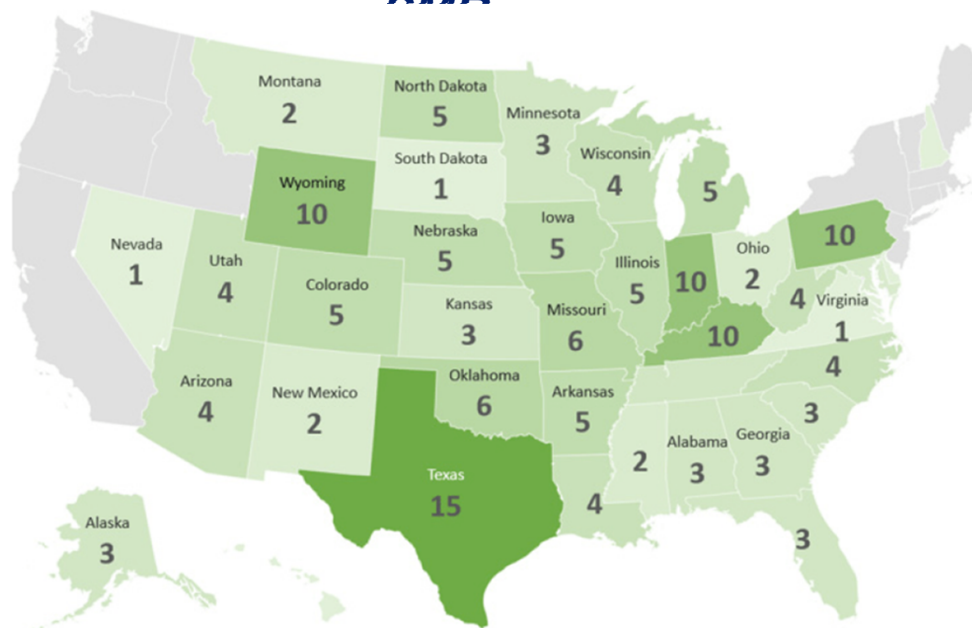 Montana
2
North Dakota
5
Minnesota
3
South Dakota
1
Wisconsin
4
5
Wyoming
10
Nebraska
5
Iowa
5
Nevada
1
Utah
4
Colorado
5
Illinois
5
10
Ohio
2
10
Kansas
3
Missouri
6
4
Virginia
1
10
4
Arizona
4
New Mexico
2
Oklahoma
6
Arkansas
5
3
2
Alabama
3
Georgia
3
Texas
15
4
3
Alaska
3